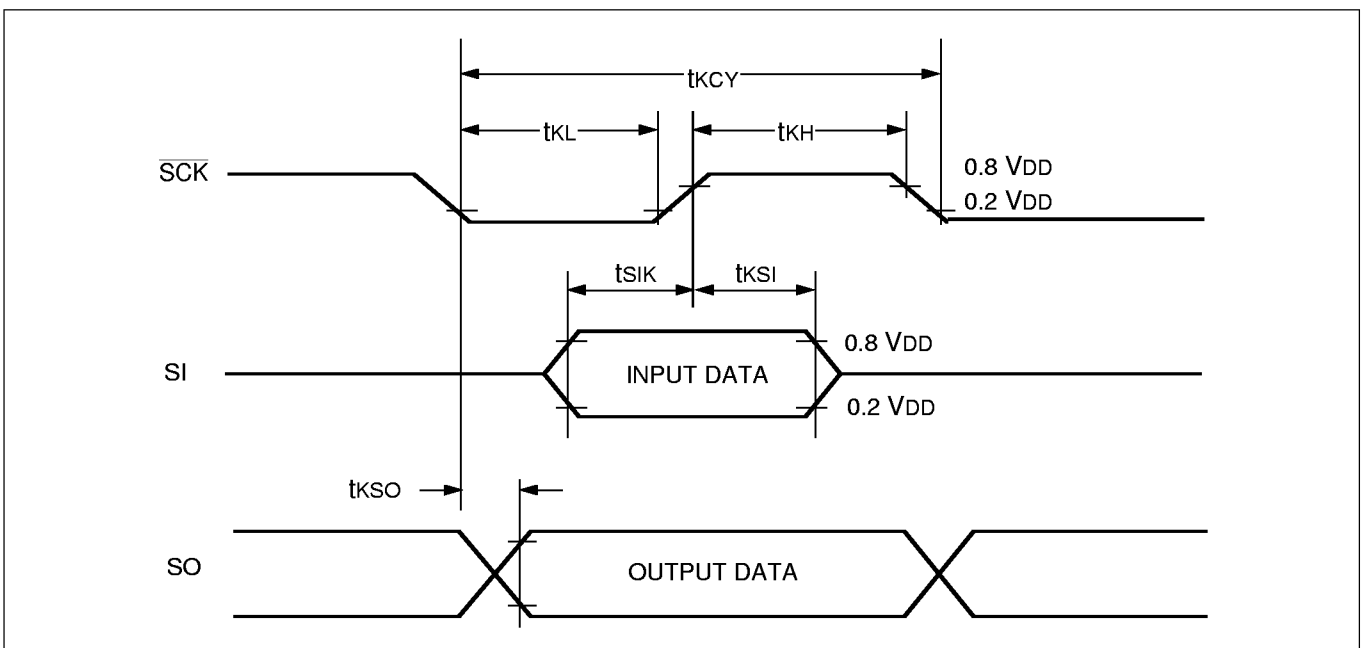 tKCY
tKL
tKH
SCK
0.8 VDD
0.2 VDD
tSIK
tKSI
0.8 VDD
SI
INPUT DATA
0.2 VDD
tKSO
SO
OUTPUT DATA